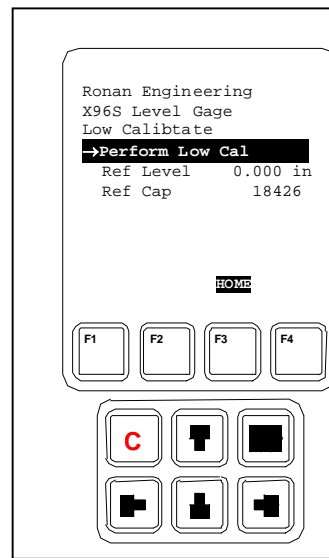 Ronan Engineering
X96S Level Gage
Low Calibtate
→Perform Low Cal
Ref Level 0.000 in
Ref Cap 18426
HOME
F1 F2 F3 F4
C